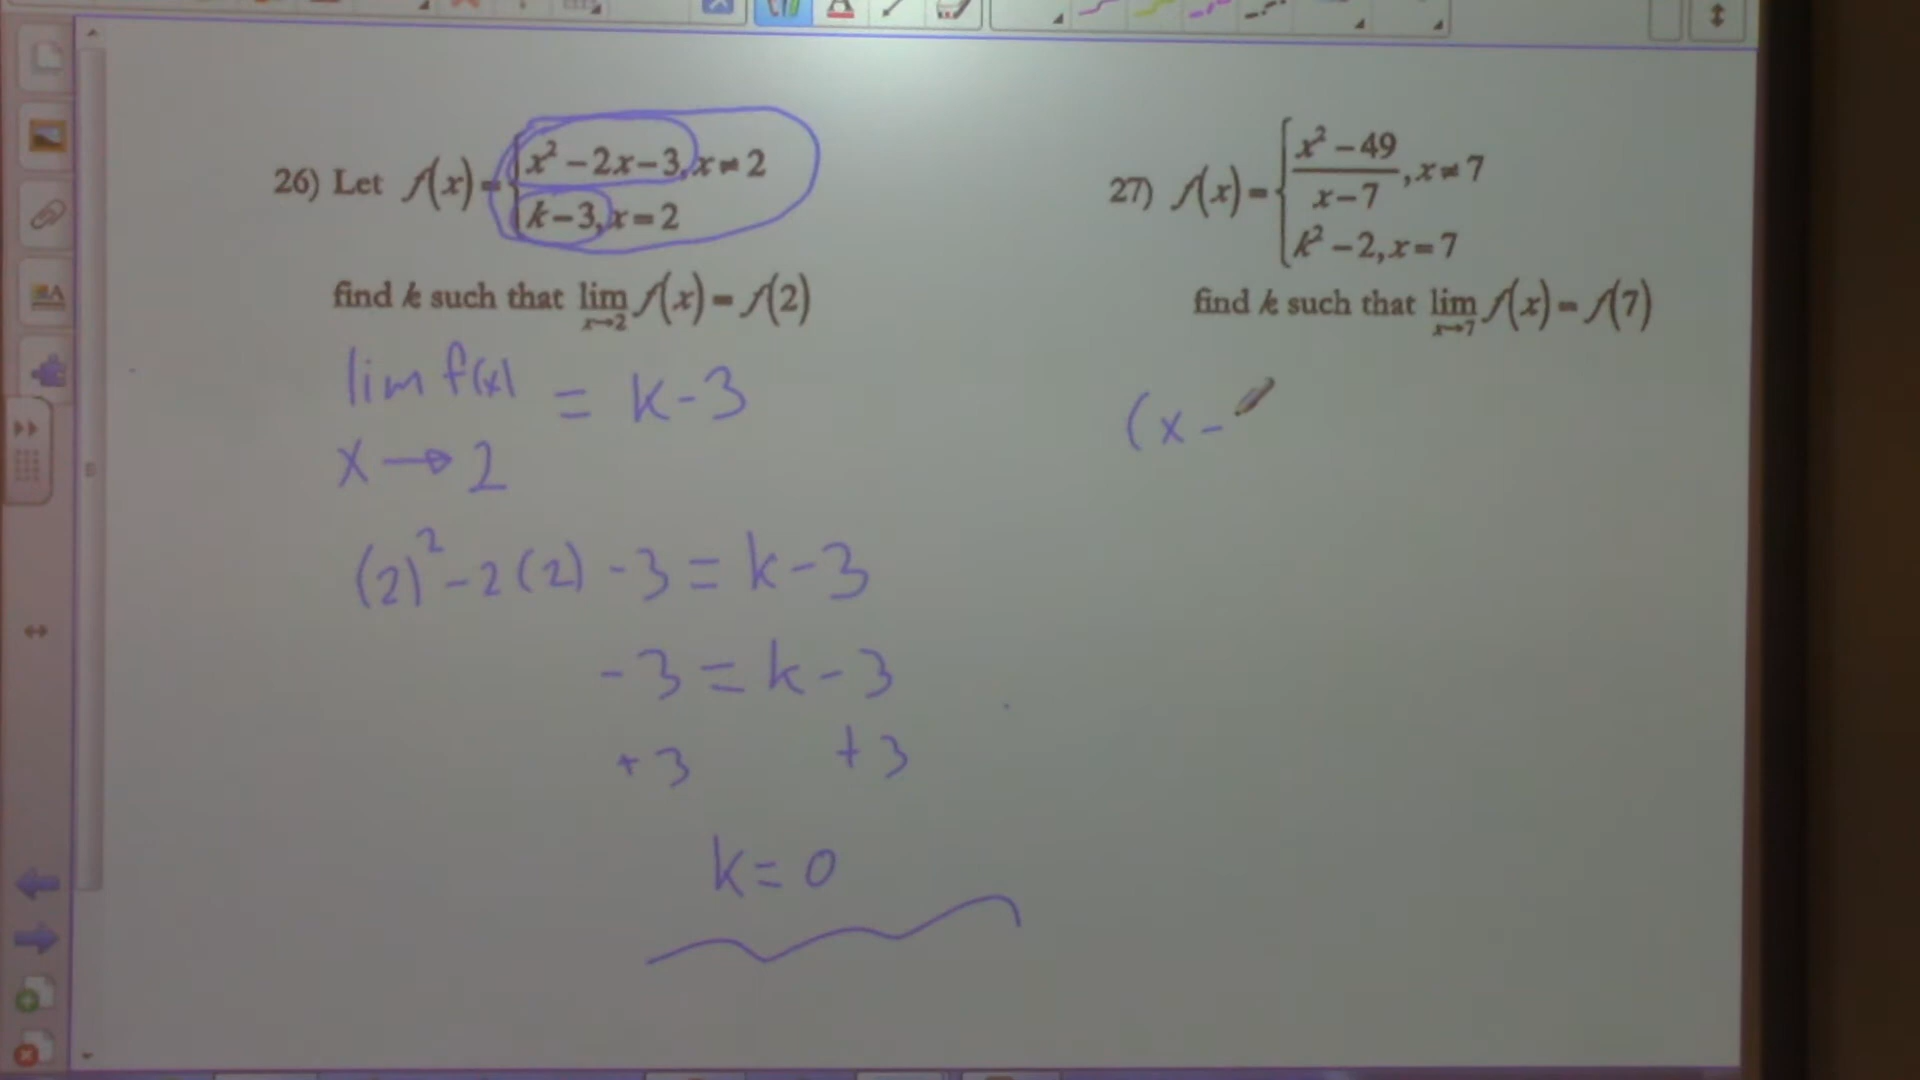 26) Let f(x)= { x² − 2x − 3, x ≠ 2
k − 3, x = 2
find k such that lim x→2 f(x) = f(2)
lim f(x) = k - 3
x → 2
(2)² - 2(2) - 3 = k - 3
-3 = k - 3
+3 +3
k = 0
27) f(x)= { x² − 49 / x − 7, x ≠ 7
k² − 2, x = 7
find k such that lim x→7 f(x) = f(7)
(x -